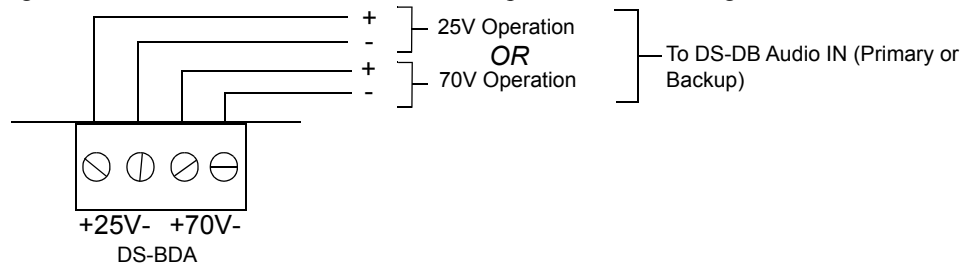 +
-
25V Operation
OR
+
-
70V Operation
To DS-DB Audio IN (Primary or
Backup)
+25V- +70V-
DS-BDA